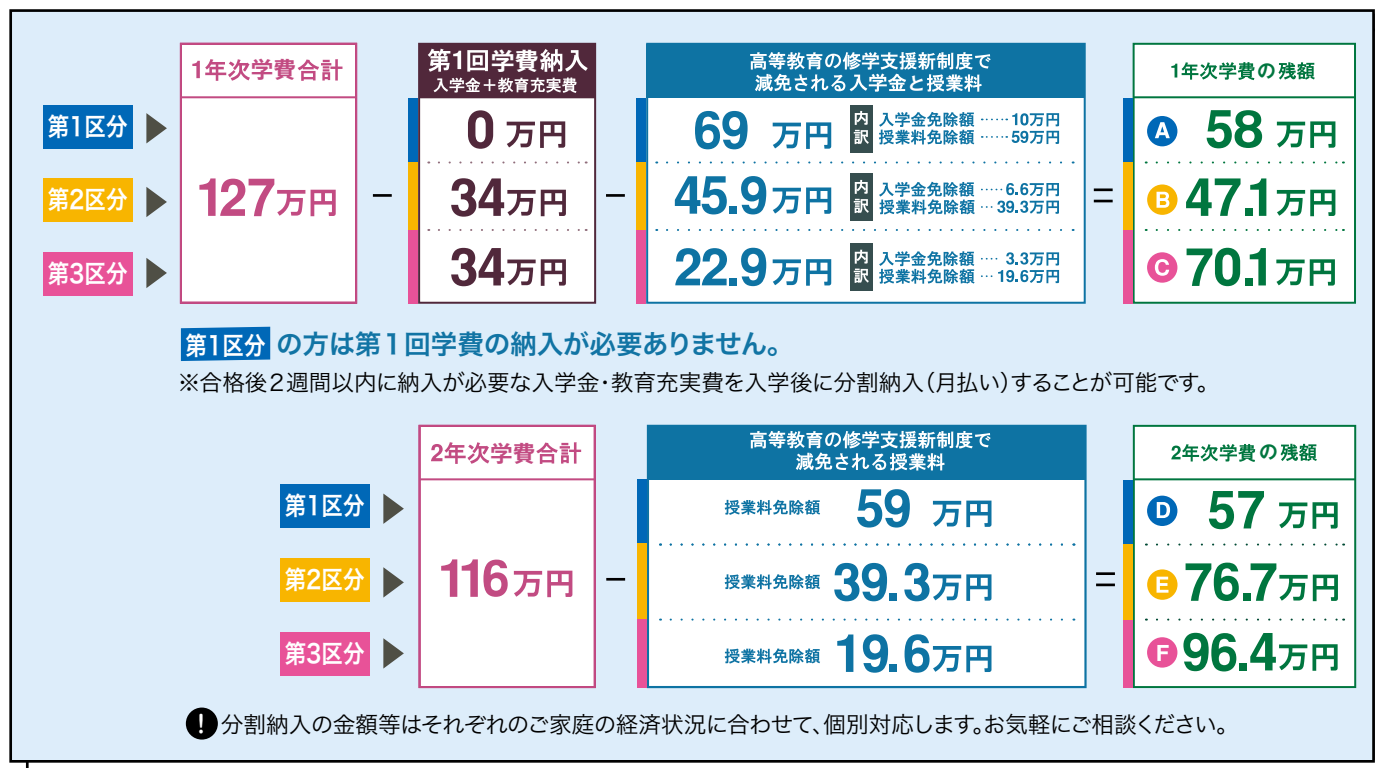 1年次学費合計
第1回学費納入
入学金＋教育充実費
高等教育の修学支援新制度で
減免される入学金と授業料
1年次学費の残額
第1区分
第2区分
第3区分
127万円
−
0万円
34万円
34万円
−
69万円 内訳 入学金免除額……10万円
授業料免除額……59万円
45.9万円 内訳 入学金免除額……6.6万円
授業料免除額…39.3万円
22.9万円 内訳 入学金免除額…3.3万円
授業料免除額…19.6万円
=
A 58万円
B 47.1万円
C 70.1万円
第1区分の方は第1回学費の納入が必要ありません。
※合格後2週間以内に納入が必要な入学金・教育充実費を入学後に分割納入（月払い）することが可能です。
2年次学費合計
高等教育の修学支援新制度で
減免される授業料
2年次学費の残額
第1区分
第2区分
第3区分
116万円
−
授業料免除額 59万円
授業料免除額 39.3万円
授業料免除額 19.6万円
=
D 57万円
E 76.7万円
F 96.4万円
! 分割納入の金額等はそれぞれのご家庭の経済状況に合わせて、個別対応します。お気軽にご相談ください。